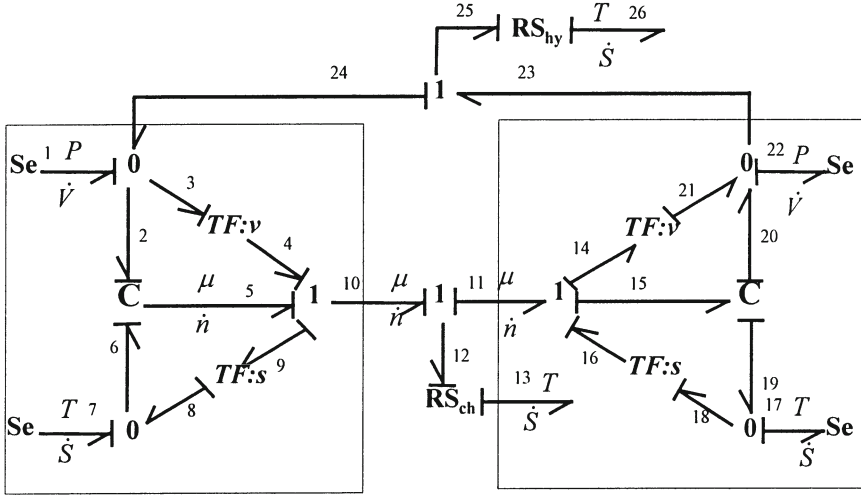 25 RS_hy T 26
Ṡ
24 1 23
Se 1 P 0 0 22 P Se
V̇ V̇
3 21
2 TF:v TF:v 20
4 14
C μ 5 1 10 μ 1 11 μ 1 15 C
ṅ ṅ ṅ
6 9 12 16
TF:s TF:s
RS_ch 13 T
Ṡ
8 18 19
Se T 7 0 0 17 T Se
Ṡ Ṡ